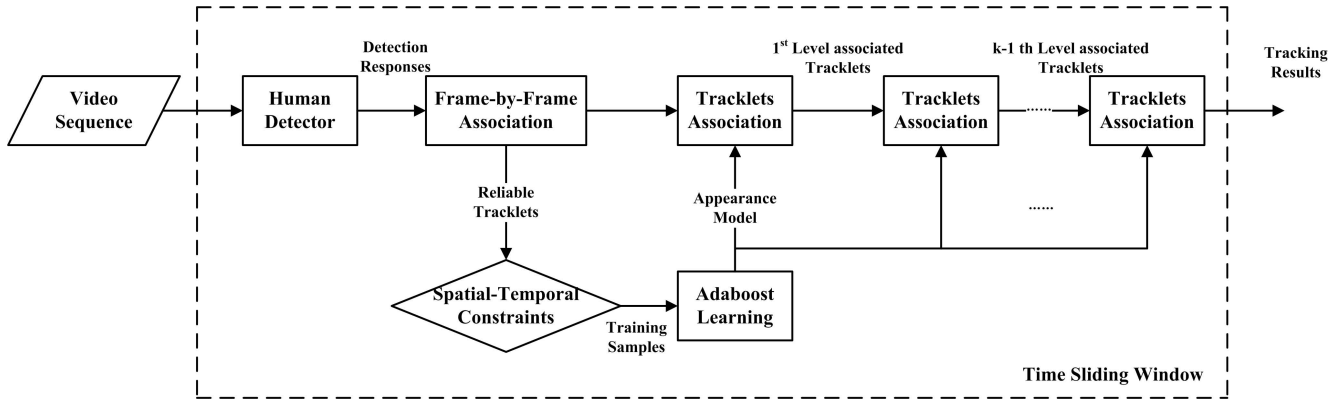 Video
Sequence
Human
Detector
Detection
Responses
Frame-by-Frame
Association
Tracklets
Association
1st Level associated
Tracklets
Tracklets
Association
......
k-1 th Level associated
Tracklets
Tracklets
Association
Tracking
Results
Reliable
Tracklets
Appearance
Model
......
Spatial-Temporal
Constraints
Training
Samples
Adaboost
Learning
Time Sliding Window